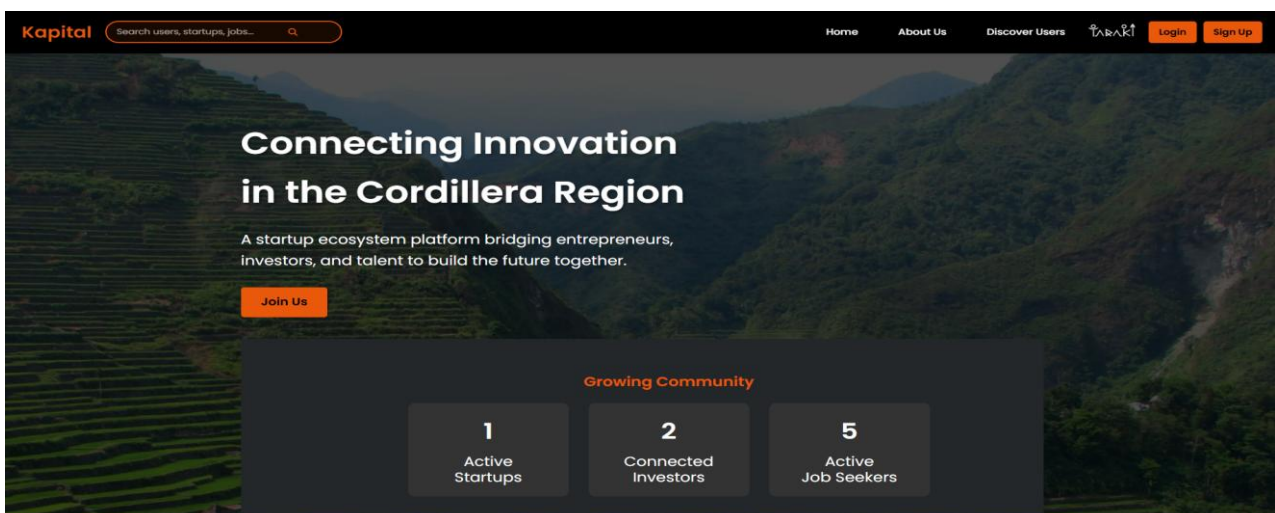 Kapital
Search users, startups, jobs...
Home
About Us
Discover Users
Login
Sign Up
Connecting Innovation
in the Cordillera Region
A startup ecosystem platform bridging entrepreneurs,
investors, and talent to build the future together.
Join Us
Growing Community
1
Active
Startups
2
Connected
Investors
5
Active
Job Seekers